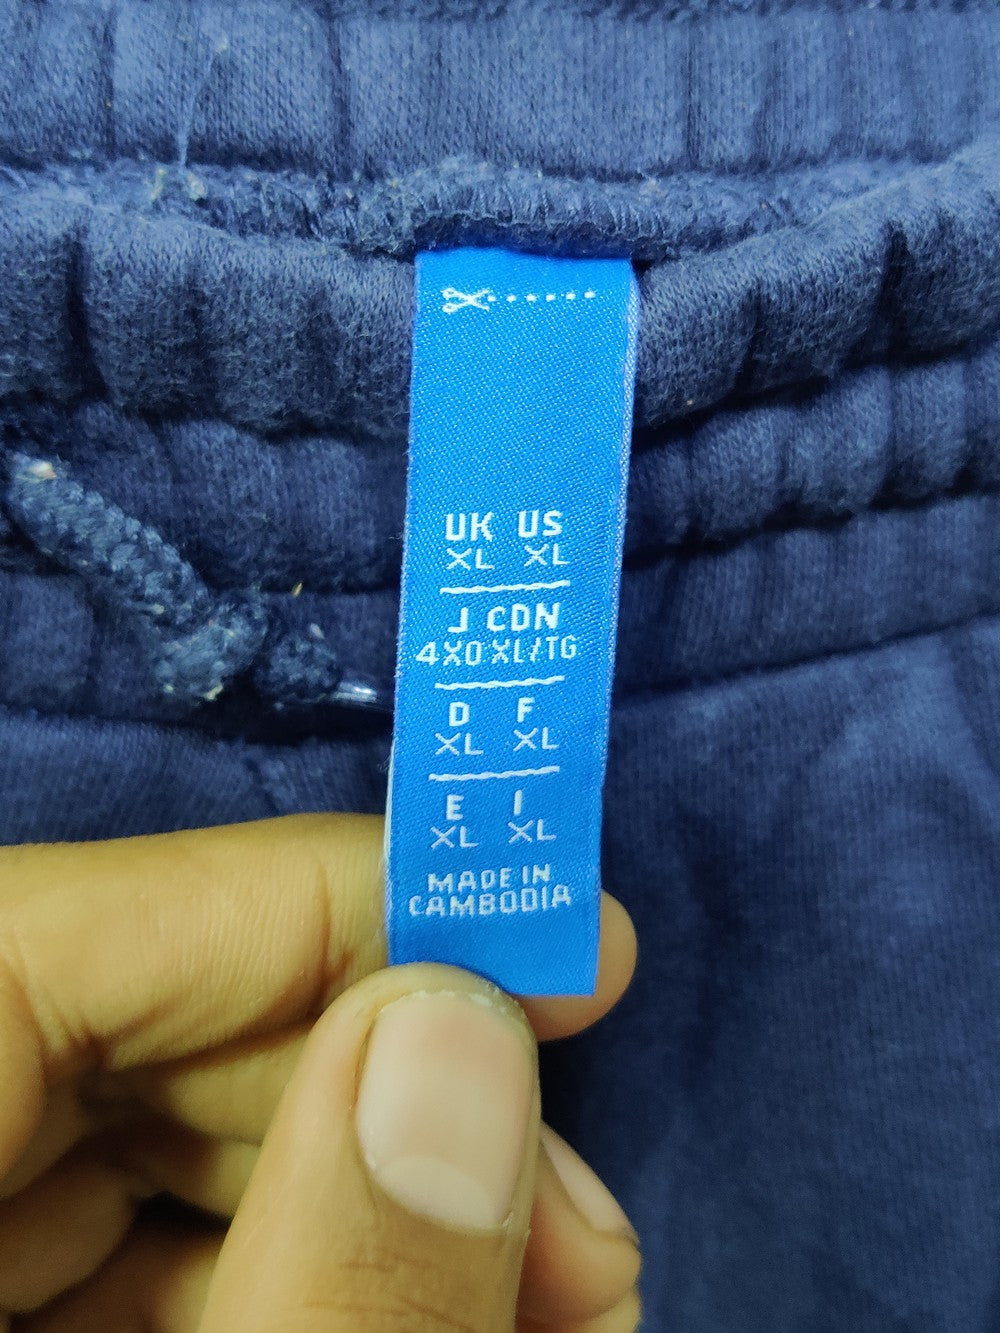 UK US
XL XL
J CDN
4XO XL/TG
D F
XL XL
E I
XL XL
MADE IN
CAMBODIA